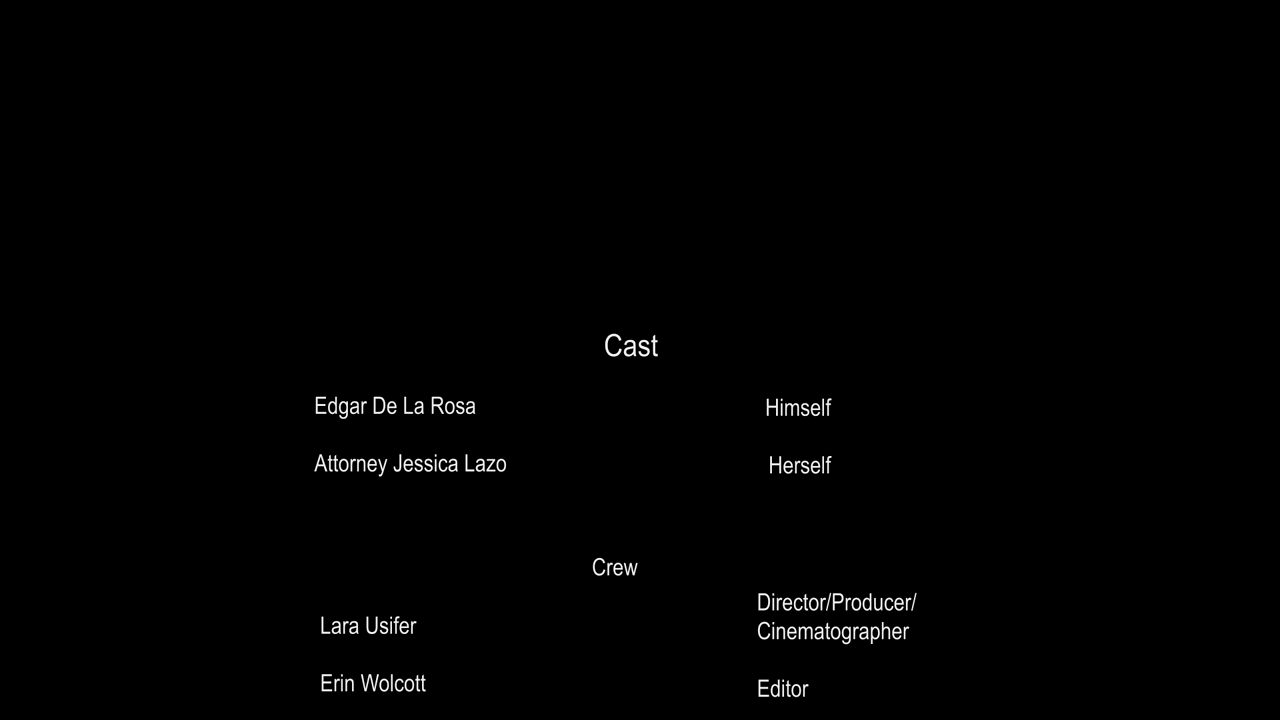 Cast
Edgar De La Rosa Himself
Attorney Jessica Lazo Herself
Crew
Lara Usifer Director/Producer/
Cinematographer
Erin Wolcott Editor